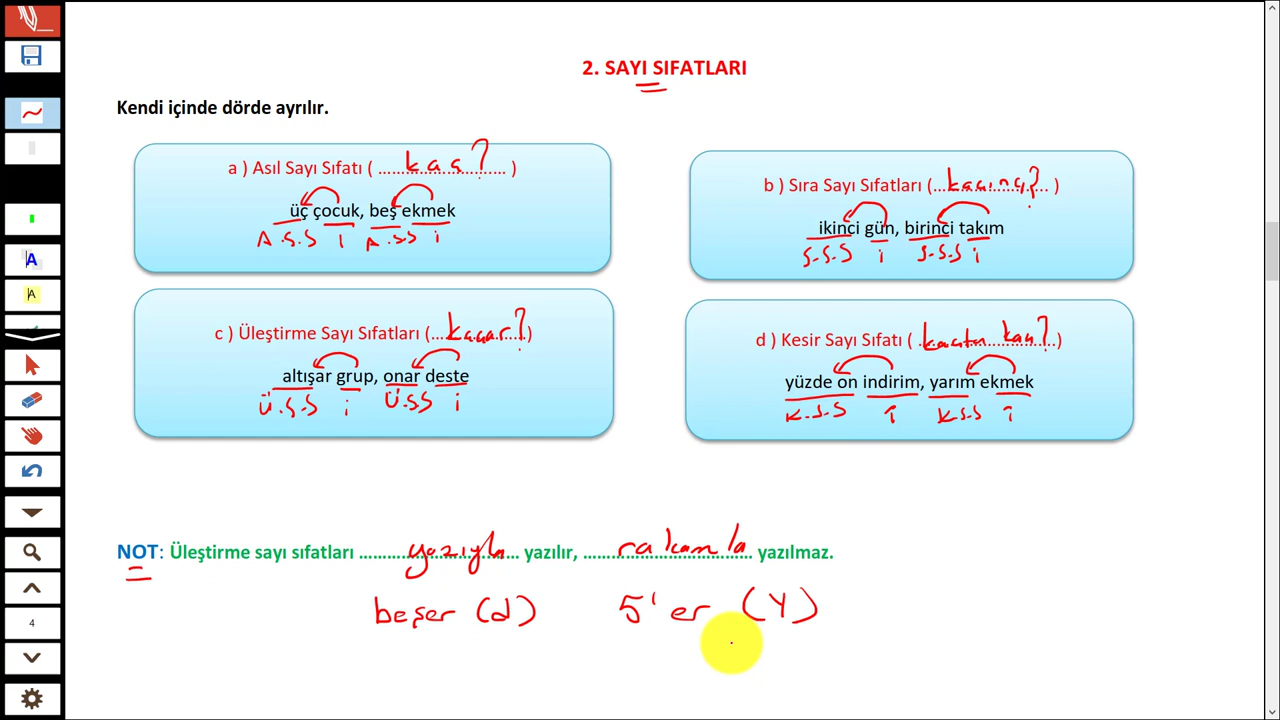 2. SAYI SIFATLARI
Kendi içinde dörde ayrılır.
a ) Asıl Sayı Sıfatı ( ....kaç?.... )
üç çocuk, beş ekmek
A.S.S i A.S.S i
b ) Sıra Sayı Sıfatları (...kaçıncı?... )
ikinci gün, birinci takım
S.S.S i S.S.S i
c ) Üleştirme Sayı Sıfatları (...kaçar?...)
altışar grup, onar deste
Ü.S.S i Ü.S.S i
d ) Kesir Sayı Sıfatı ( ...kaçta kaç?...)
yüzde on indirim, yarım ekmek
K.S.S i K.S.S i
NOT: Üleştirme sayı sıfatları ......yazıyla... yazılır, ......rakamla yazılmaz.
beşer (d) 5'er (Y)
A
A
4